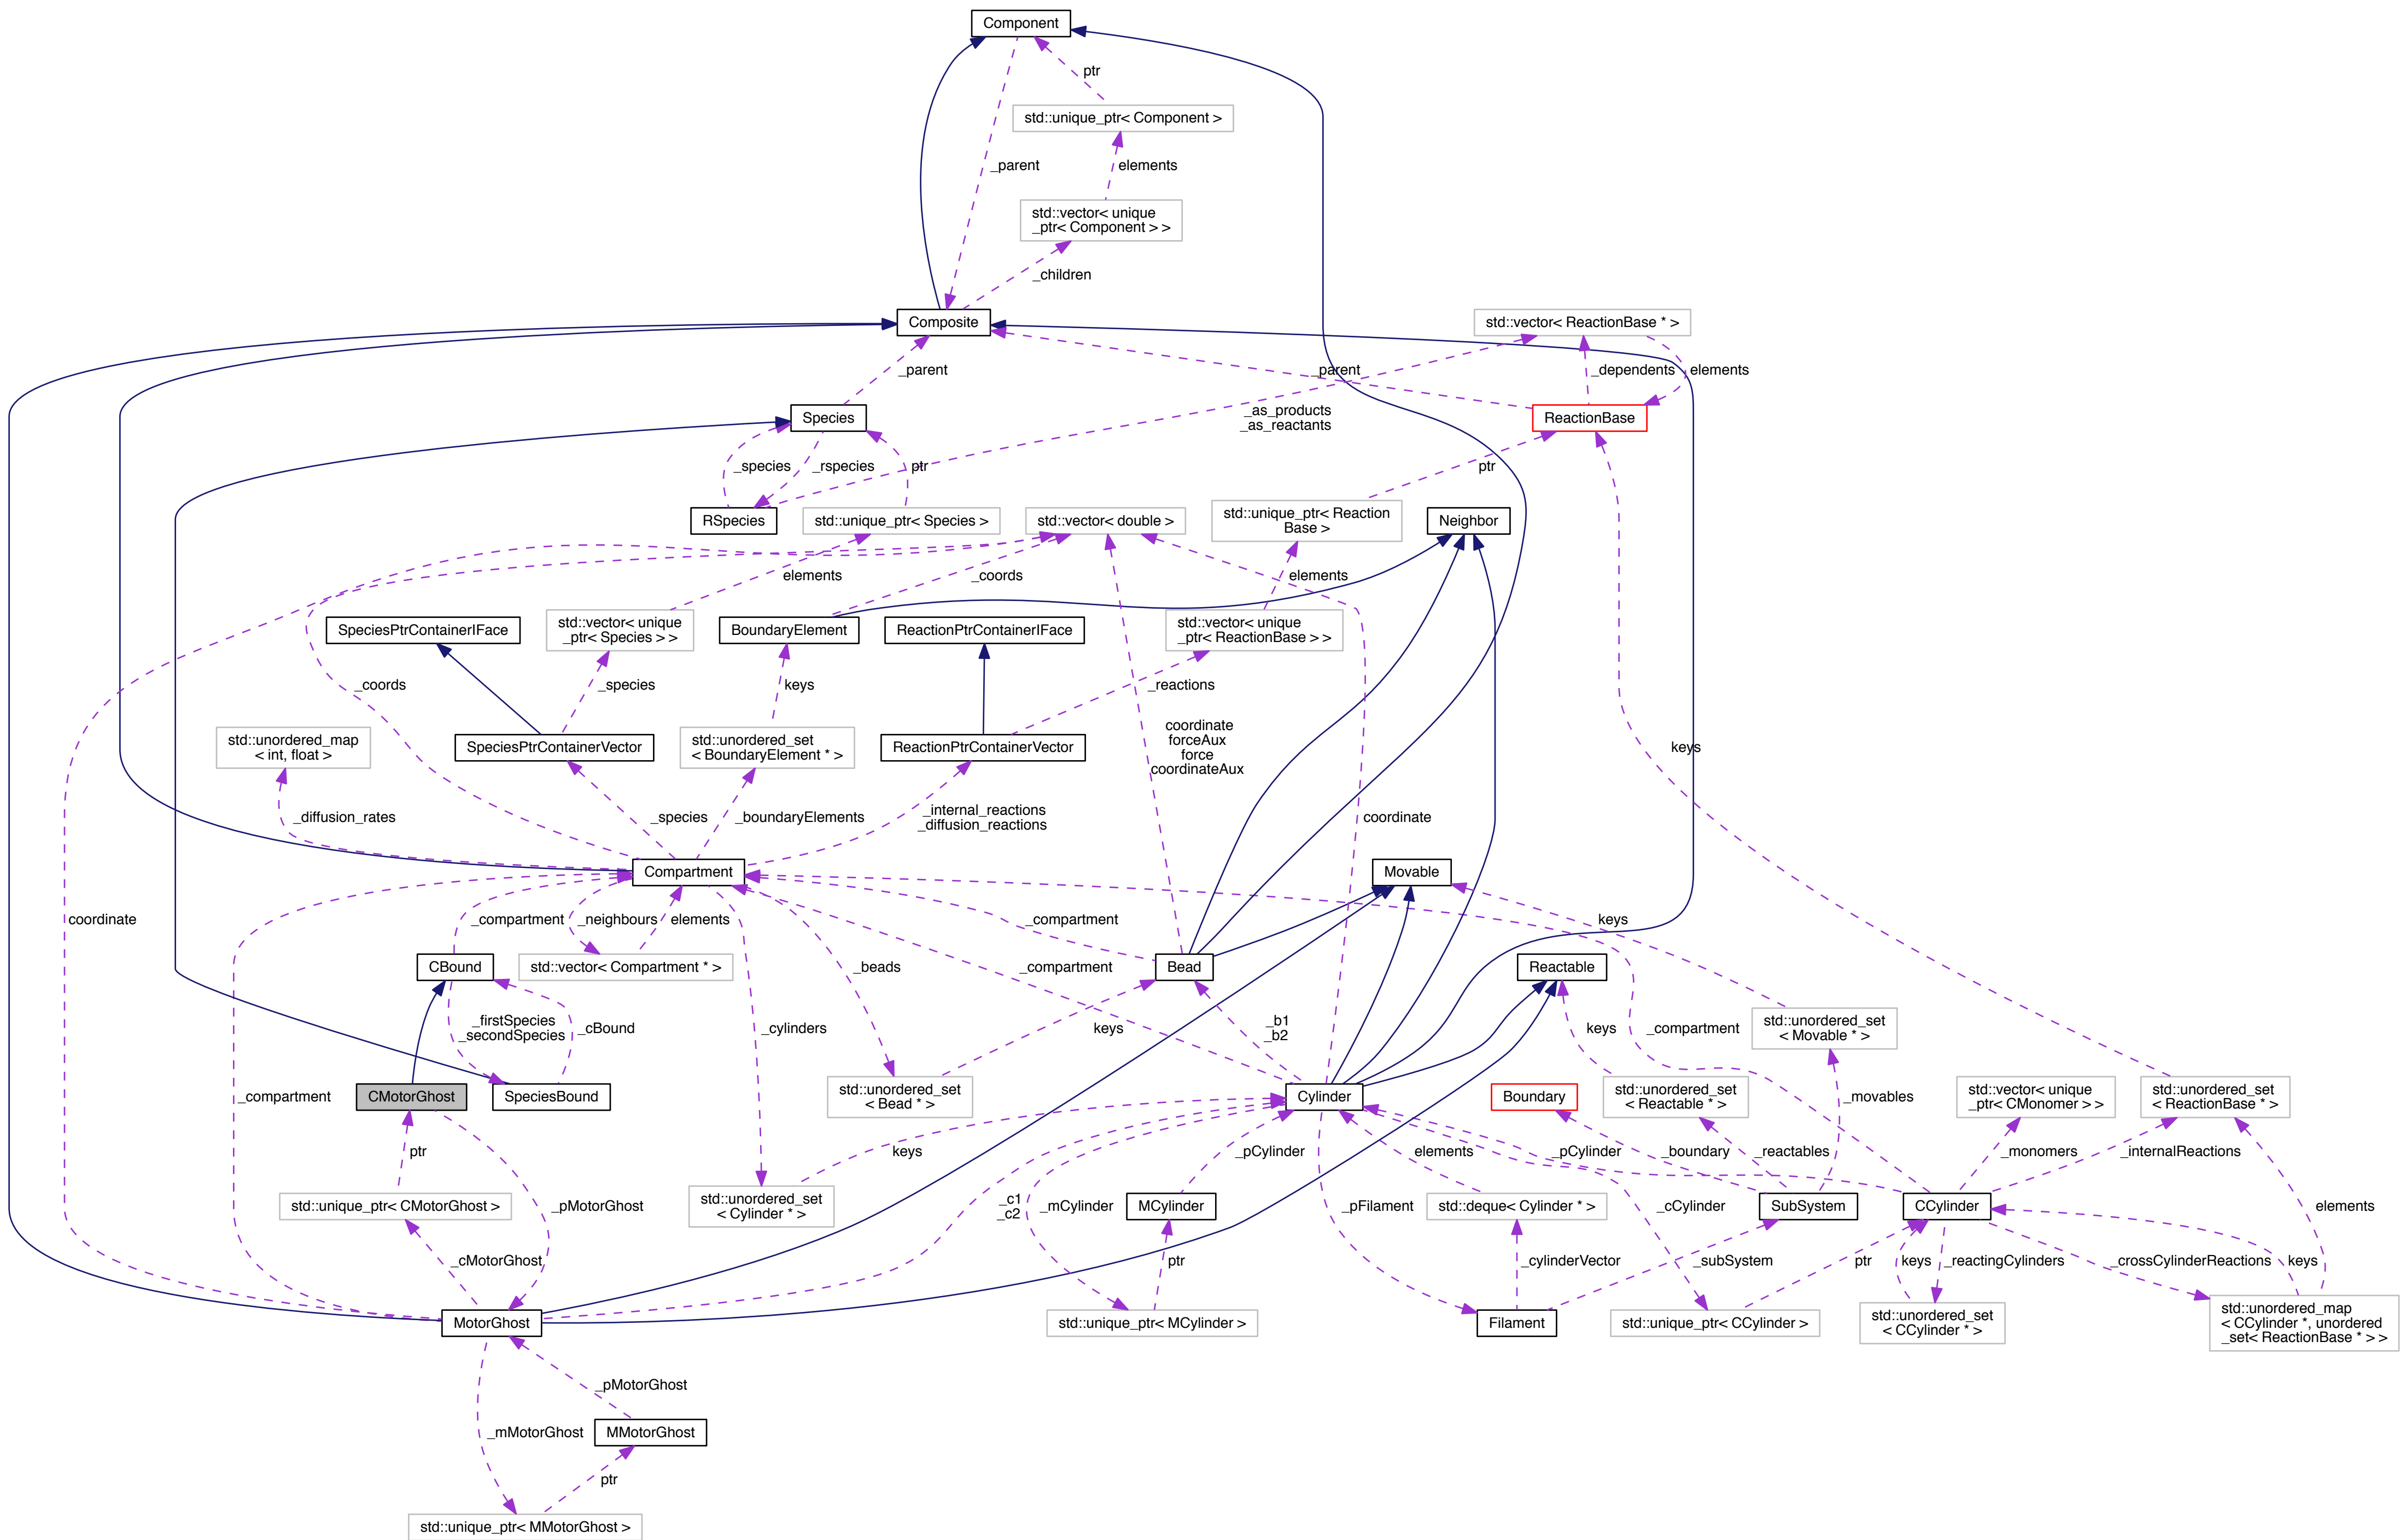 Component
ptr
std::unique_ptr< Component >
_parent
elements
std::vector< unique
_ptr< Component > >
_children
Composite
std::vector< ReactionBase * >
_parent
_parent
_dependents
elements
Species
_as_products
_as_reactants
ReactionBase
_species
_rspecies
ptr
ptr
RSpecies
std::unique_ptr< Species >
std::vector< double >
std::unique_ptr< Reaction
Base >
Neighbor
elements
_coords
elements
SpeciesPtrContainerIFace
std::vector< unique
_ptr< Species > >
BoundaryElement
ReactionPtrContainerIFace
std::vector< unique
_ptr< ReactionBase > >
_coords
_species
keys
_reactions
coordinate
forceAux
force
coordinateAux
keys
std::unordered_map
< int, float >
SpeciesPtrContainerVector
std::unordered_set
< BoundaryElement * >
ReactionPtrContainerVector
_diffusion_rates
_species
_boundaryElements
_internal_reactions
_diffusion_reactions
coordinate
Compartment
Movable
coordinate
_compartment
_neighbours
elements
_compartment
keys
CBound
std::vector< Compartment * >
_beads
_compartment
Bead
Reactable
_firstSpecies
_secondSpecies
_cBound
_cylinders
keys
_b1
_b2
keys
_compartment
std::unordered_set
< Movable * >
_compartment
CMotorGhost
SpeciesBound
std::unordered_set
< Bead * >
Cylinder
Boundary
std::unordered_set
< Reactable * >
_movables
std::vector< unique
_ptr< CMonomer > >
std::unordered_set
< ReactionBase * >
ptr
keys
_pCylinder
elements
_pCylinder
_boundary
_reactables
_monomers
_internalReactions
std::unique_ptr< CMotorGhost >
_pMotorGhost
std::unordered_set
< Cylinder * >
_c1
_c2
_mCylinder
MCylinder
_pFilament
std::deque< Cylinder * >
_cCylinder
SubSystem
CCylinder
elements
_cMotorGhost
ptr
_cylinderVector
_subSystem
ptr
keys
_reactingCylinders
_crossCylinderReactions
keys
MotorGhost
std::unique_ptr< MCylinder >
Filament
std::unique_ptr< CCylinder >
std::unordered_set
< CCylinder * >
std::unordered_map
< CCylinder *, unordered
_set< ReactionBase * > >
_pMotorGhost
_mMotorGhost
MMotorGhost
ptr
std::unique_ptr< MMotorGhost >